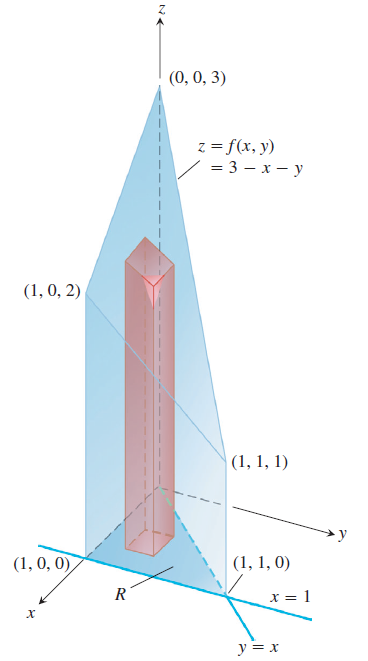 z
(0, 0, 3)
z = f(x, y)
= 3 − x − y
(1, 0, 2)
(1, 1, 1)
y
(1, 0, 0)
(1, 1, 0)
R
x = 1
x
y = x